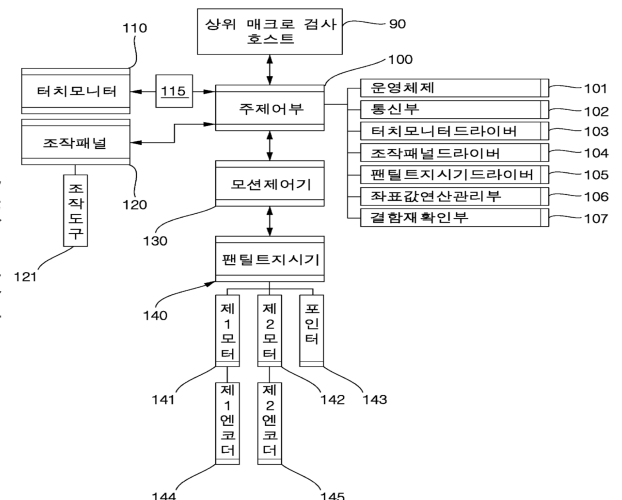 상위 매크로 검사
호스트
90
110
100
터치모니터
115
주제어부
운영체제
101
통신부
102
터치모니터드라이버
103
조작패널
조작패널드라이버
104
팬틸트지시기드라이버
105
좌표값연산관리부
106
결함재확인부
107
120
조작도구
121
모션제어기
130
팬틸트지시기
140
제1모터
제2모터
포인터
141
142
143
제1엔코더
제2엔코더
144
145